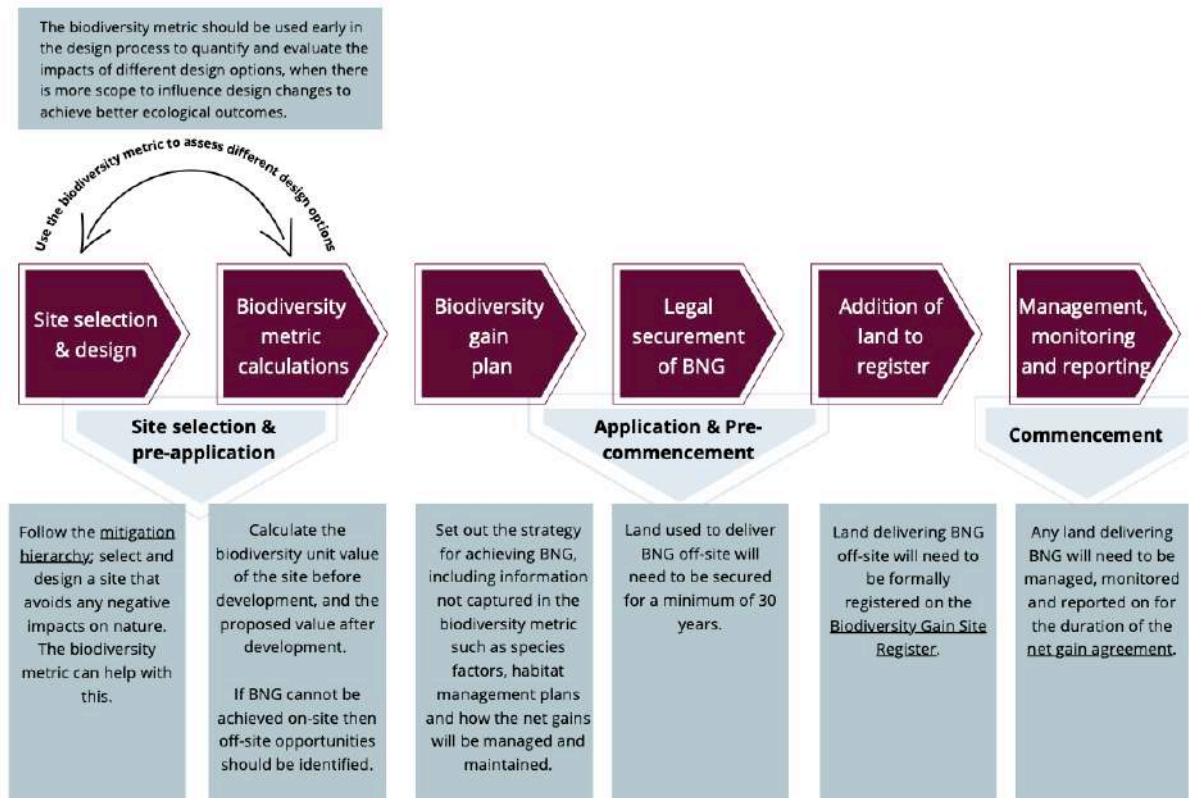 The biodiversity metric should be used early in
the design process to quantify and evaluate the
impacts of different design options, when there
is more scope to influence design changes to
achieve better ecological outcomes.
Use the biodiversity metric to assess different design options
Site selection
& design
Biodiversity
metric
calculations
Biodiversity
gain
plan
Legal
securement
of BNG
Addition of
land to
register
Management,
monitoring
and reporting
Site selection &
pre-application
Application & Pre-
commencement
Commencement
Follow the mitigation
hierarchy; select and
design a site that
avoids any negative
impacts on nature.
The biodiversity
metric can help with
this.
Calculate the
biodiversity unit value
of the site before
development, and the
proposed value after
development.
If BNG cannot be
achieved on-site then
off-site opportunities
should be identified.
Set out the strategy
for achieving BNG,
including information
not captured in the
biodiversity metric
such as species
factors, habitat
management plans
and how the net gains
will be managed and
maintained.
Land used to deliver
BNG off-site will
need to be secured
for a minimum of 30
years.
Land delivering BNG
off-site will need to
be formally
registered on the
Biodiversity Gain Site
Register.
Any land delivering
BNG will need to be
managed, monitored
and reported on for
the duration of the
net gain agreement.